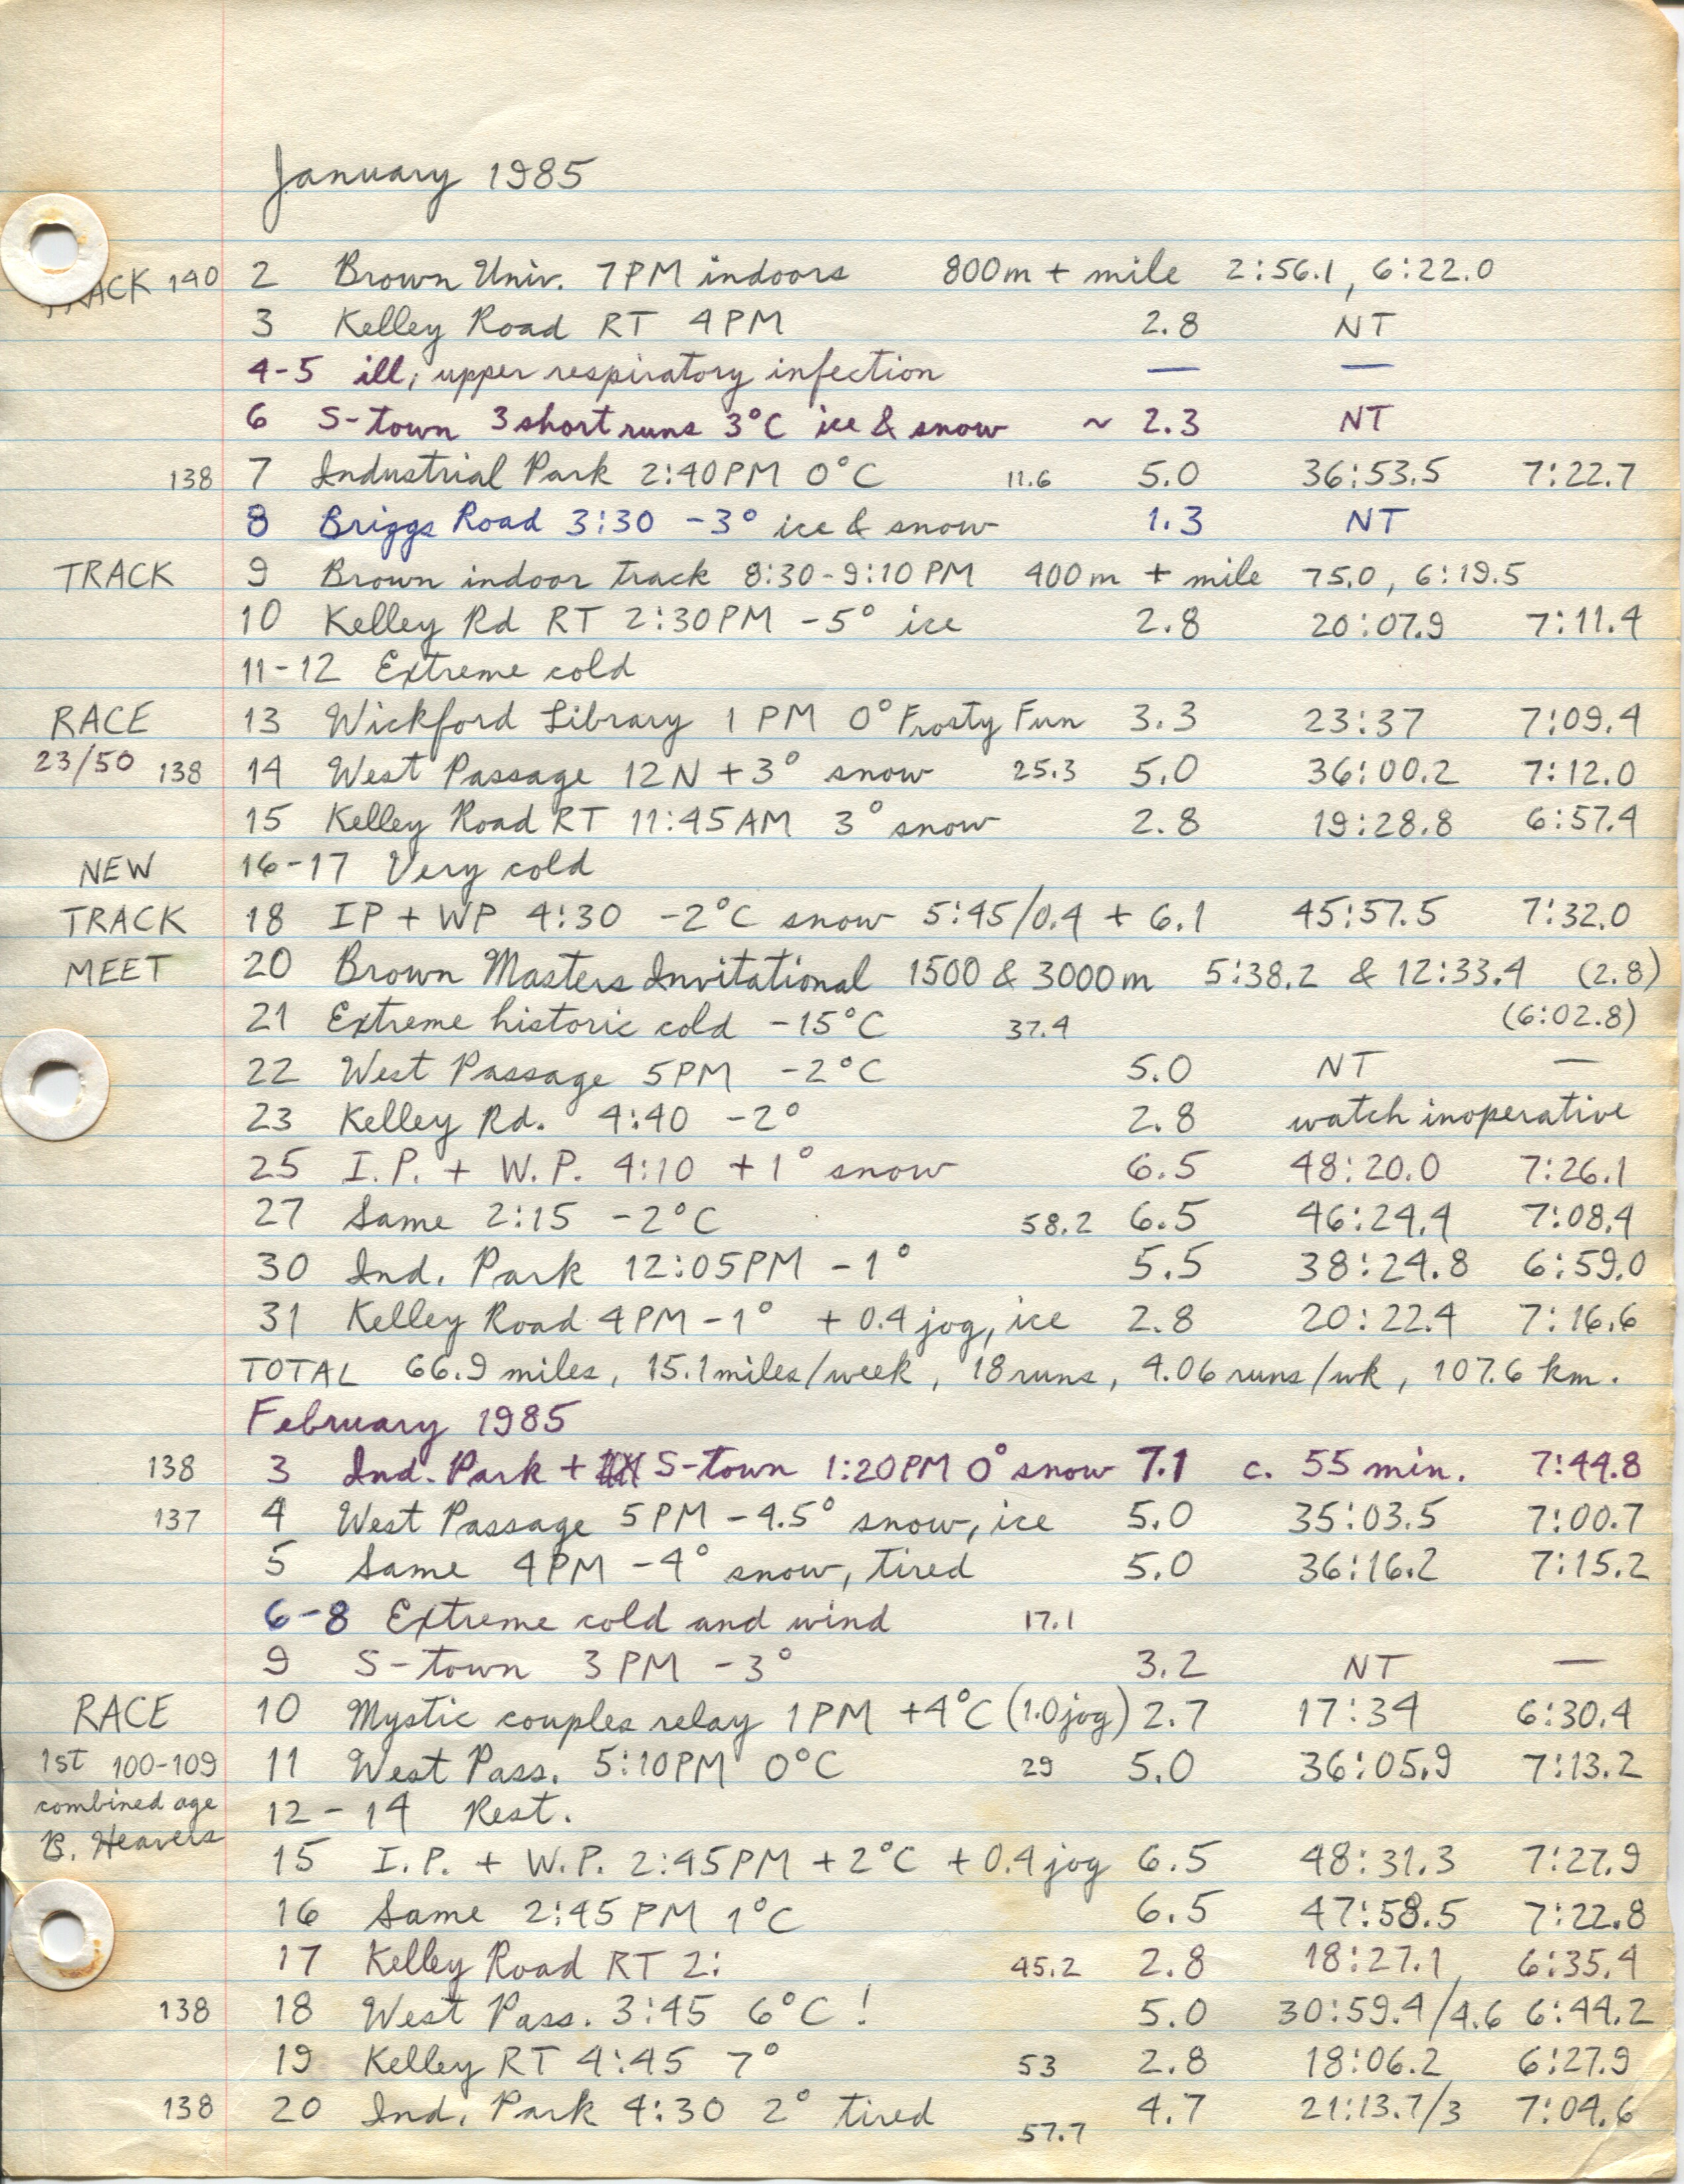 January 1985
TRACK 140 2 Brown Univ. 7PM indoors 800m + mile 2:56.1, 6:22.0
3 Kelley Road RT 4PM 2.8 NT
4-5 ill, upper respiratory infection — —
6 S-town 3 short runs 3°C ice & snow ~ 2.3 NT
138 7 Industrial Park 2:40PM 0°C 11.6 5.0 36:53.5 7:22.7
8 Briggs Road 3:30 -3° ice & snow 1.3 NT
TRACK 9 Brown indoor track 8:30-9:10 PM 400m + mile 75.0, 6:19.5
10 Kelley Rd RT 2:30PM -5° ice 2.8 20:07.9 7:11.4
11-12 Extreme cold
RACE 13 Wickford Library 1 PM 0° Frosty Fun 3.3 23:37 7:09.4
23/50 138 14 West Passage 12N +3° snow 25.3 5.0 36:00.2 7:12.0
15 Kelley Road RT 11:45AM 3° snow 2.8 19:28.8 6:57.4
NEW 16-17 Very cold
TRACK 18 IP + WP 4:30 -2°C snow 5:45/0.4 + 6.1 45:57.5 7:32.0
MEET 20 Brown Masters Invitational 1500 & 3000m 5:38.2 & 12:33.4 (2.8)
21 Extreme historic cold -15°C 37.4 (6:02.8)
22 West Passage 5PM -2°C 5.0 NT —
23 Kelley Rd. 4:40 -2° 2.8 watch inoperative
25 I.P. + W.P. 4:10 +1° snow 6.5 48:20.0 7:26.1
27 Same 2:15 -2°C 58.2 6.5 46:24.4 7:08.4
30 Ind. Park 12:05PM -1° 5.5 38:24.8 6:59.0
31 Kelley Road 4PM -1° + 0.4 jog, ice 2.8 20:22.4 7:16.6
TOTAL 66.9 miles, 15.1 miles/week, 18 runs, 4.06 runs/wk, 107.6 km.
February 1985
138 3 Ind. Park + S-town 1:20PM 0° snow 7.1 c. 55 min. 7:44.8
137 4 West Passage 5PM -4.5° snow, ice 5.0 35:03.5 7:00.7
5 Same 4PM -4° snow, tired 5.0 36:16.2 7:15.2
6-8 Extreme cold and wind 17.1
9 S-town 3 PM -3° 3.2 NT —
RACE 10 Mystic couples relay 1PM +4°C (1.0 jog) 2.7 17:34 6:30.4
1st 100-109 11 West Pass. 5:10PM 0°C 29 5.0 36:05.9 7:13.2
combined age 12-14 Rest.
B. Heavers
15 I.P. + W.P. 2:45PM +2°C + 0.4 jog 6.5 48:31.3 7:27.9
16 Same 2:45 PM 1°C 6.5 47:58.5 7:22.8
17 Kelley Road RT 2: 45.2 2.8 18:27.1 6:35.4
138 18 West Pass. 3:45 6°C! 5.0 30:59.4/4.6 6:44.2
19 Kelley RT 4:45 7° 53 2.8 18:06.2 6:27.9
138 20 Ind. Park 4:30 2° tired 57.7 4.7 21:13.7/3 7:04.6